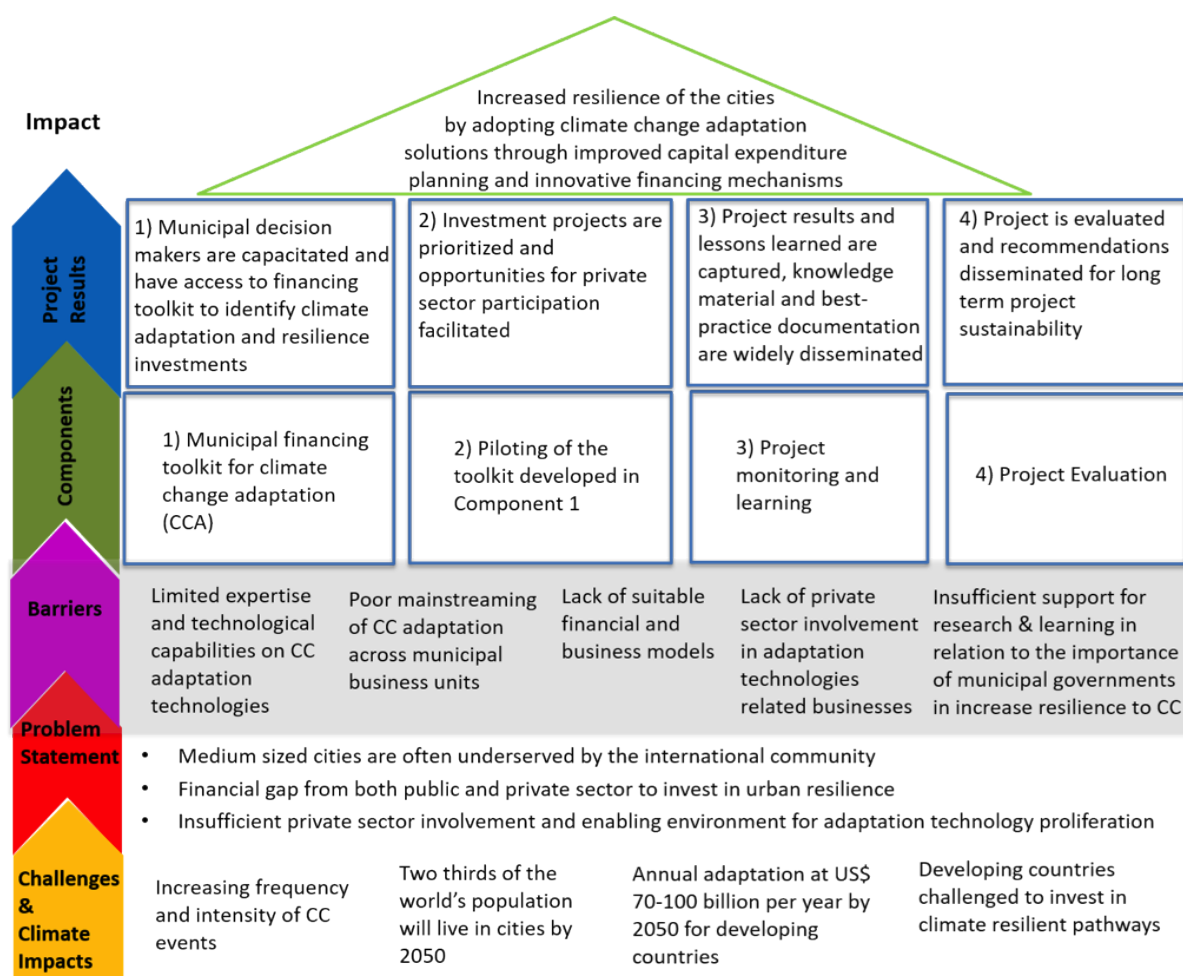 Increased resilience of the cities
by adopting climate change adaptation
solutions through improved capital expenditure
planning and innovative financing mechanisms
Impact
Project
Results
1) Municipal decision
makers are capacitated and
have access to financing
toolkit to identify climate
adaptation and resilience
investments
2) Investment projects are
prioritized and
opportunities for private
sector participation
facilitated
3) Project results and
lessons learned are
captured, knowledge
material and best-
practice documentation
are widely disseminated
4) Project is evaluated
and recommendations
disseminated for long
term project
sustainability
Components
1) Municipal financing
toolkit for climate
change adaptation
(CCA)
2) Piloting of the
toolkit developed in
Component 1
3) Project
monitoring and
learning
4) Project Evaluation
Barriers
Limited expertise
and technological
capabilities on CC
adaptation
technologies
Poor mainstreaming
of CC adaptation
across municipal
business units
Lack of suitable
financial and
business models
Lack of private
sector involvement
in adaptation
technologies
related businesses
Insufficient support for
research & learning in
relation to the importance
of municipal governments
in increase resilience to CC
Problem
Statement
• Medium sized cities are often underserved by the international community
• Financial gap from both public and private sector to invest in urban resilience
• Insufficient private sector involvement and enabling environment for adaptation technology proliferation
Challenges
&
Climate
Impacts
Increasing frequency
and intensity of CC
events
Two thirds of the
world's population
will live in cities by
2050
Annual adaptation at US$
70-100 billion per year by
2050 for developing
countries
Developing countries
challenged to invest in
climate resilient pathways